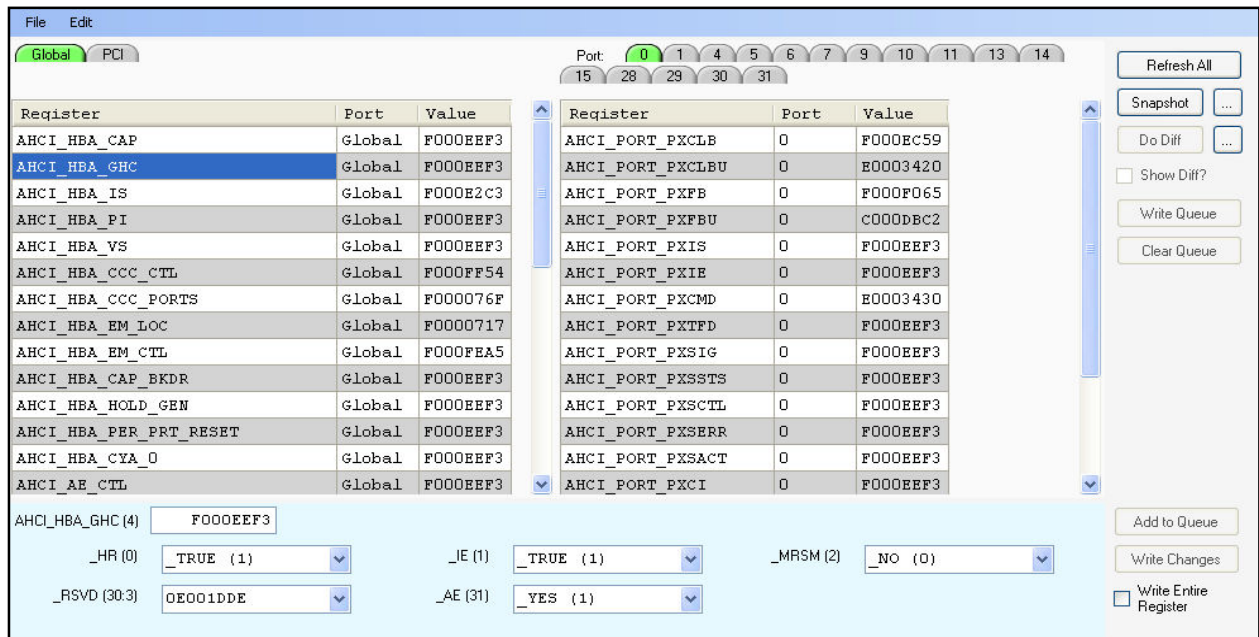 File Edit
Global PCI
Port: 0 1 4 5 6 7 9 10 11 13 14
15 28 29 30 31
Refresh All
Snapshot ...
Do Diff ...
Show Diff?
Write Queue
Clear Queue
Register Port Value
AHCI_HBA_CAP Global F000EEF3
AHCI_HBA_GHC Global F000EEF3
AHCI_HBA_IS Global F000E2C3
AHCI_HBA_PI Global F000EEF3
AHCI_HBA_VS Global F000EEF3
AHCI_HBA_CCC_CTL Global F000FF54
AHCI_HBA_CCC_PORTS Global F000076F
AHCI_HBA_EM_LOC Global F0000717
AHCI_HBA_EM_CTL Global F000FEA5
AHCI_HBA_CAP_BKDR Global F000EEF3
AHCI_HBA_HOLD_GEN Global F000EEF3
AHCI_HBA_PER_PRT_RESET Global F000EEF3
AHCI_HBA_CYA_0 Global F000EEF3
AHCI_AE_CTL Global F000EEF3
Register Port Value
AHCI_PORT_PXCLB 0 F000EC59
AHCI_PORT_PXCLBU 0 E0003420
AHCI_PORT_PXFB 0 F000F065
AHCI_PORT_PXFBU 0 C000DBC2
AHCI_PORT_PXIS 0 F000EEF3
AHCI_PORT_PXIE 0 F000EEF3
AHCI_PORT_PXCMD 0 E0003430
AHCI_PORT_PXTFD 0 F000EEF3
AHCI_PORT_PXSIG 0 F000EEF3
AHCI_PORT_PXSSTS 0 F000EEF3
AHCI_PORT_PXSCTL 0 F000EEF3
AHCI_PORT_PXSERR 0 F000EEF3
AHCI_PORT_PXSACT 0 F000EEF3
AHCI_PORT_PXCI 0 F000EEF3
AHCI_HBA_GHC (4) F000EEF3
_HR (0) _TRUE (1) _IE (1) _TRUE (1) _MRSM (2) _NO (0)
_RSVD (30:3) 0E001DDE _AE (31) _YES (1)
Add to Queue
Write Changes
Write Entire
Register